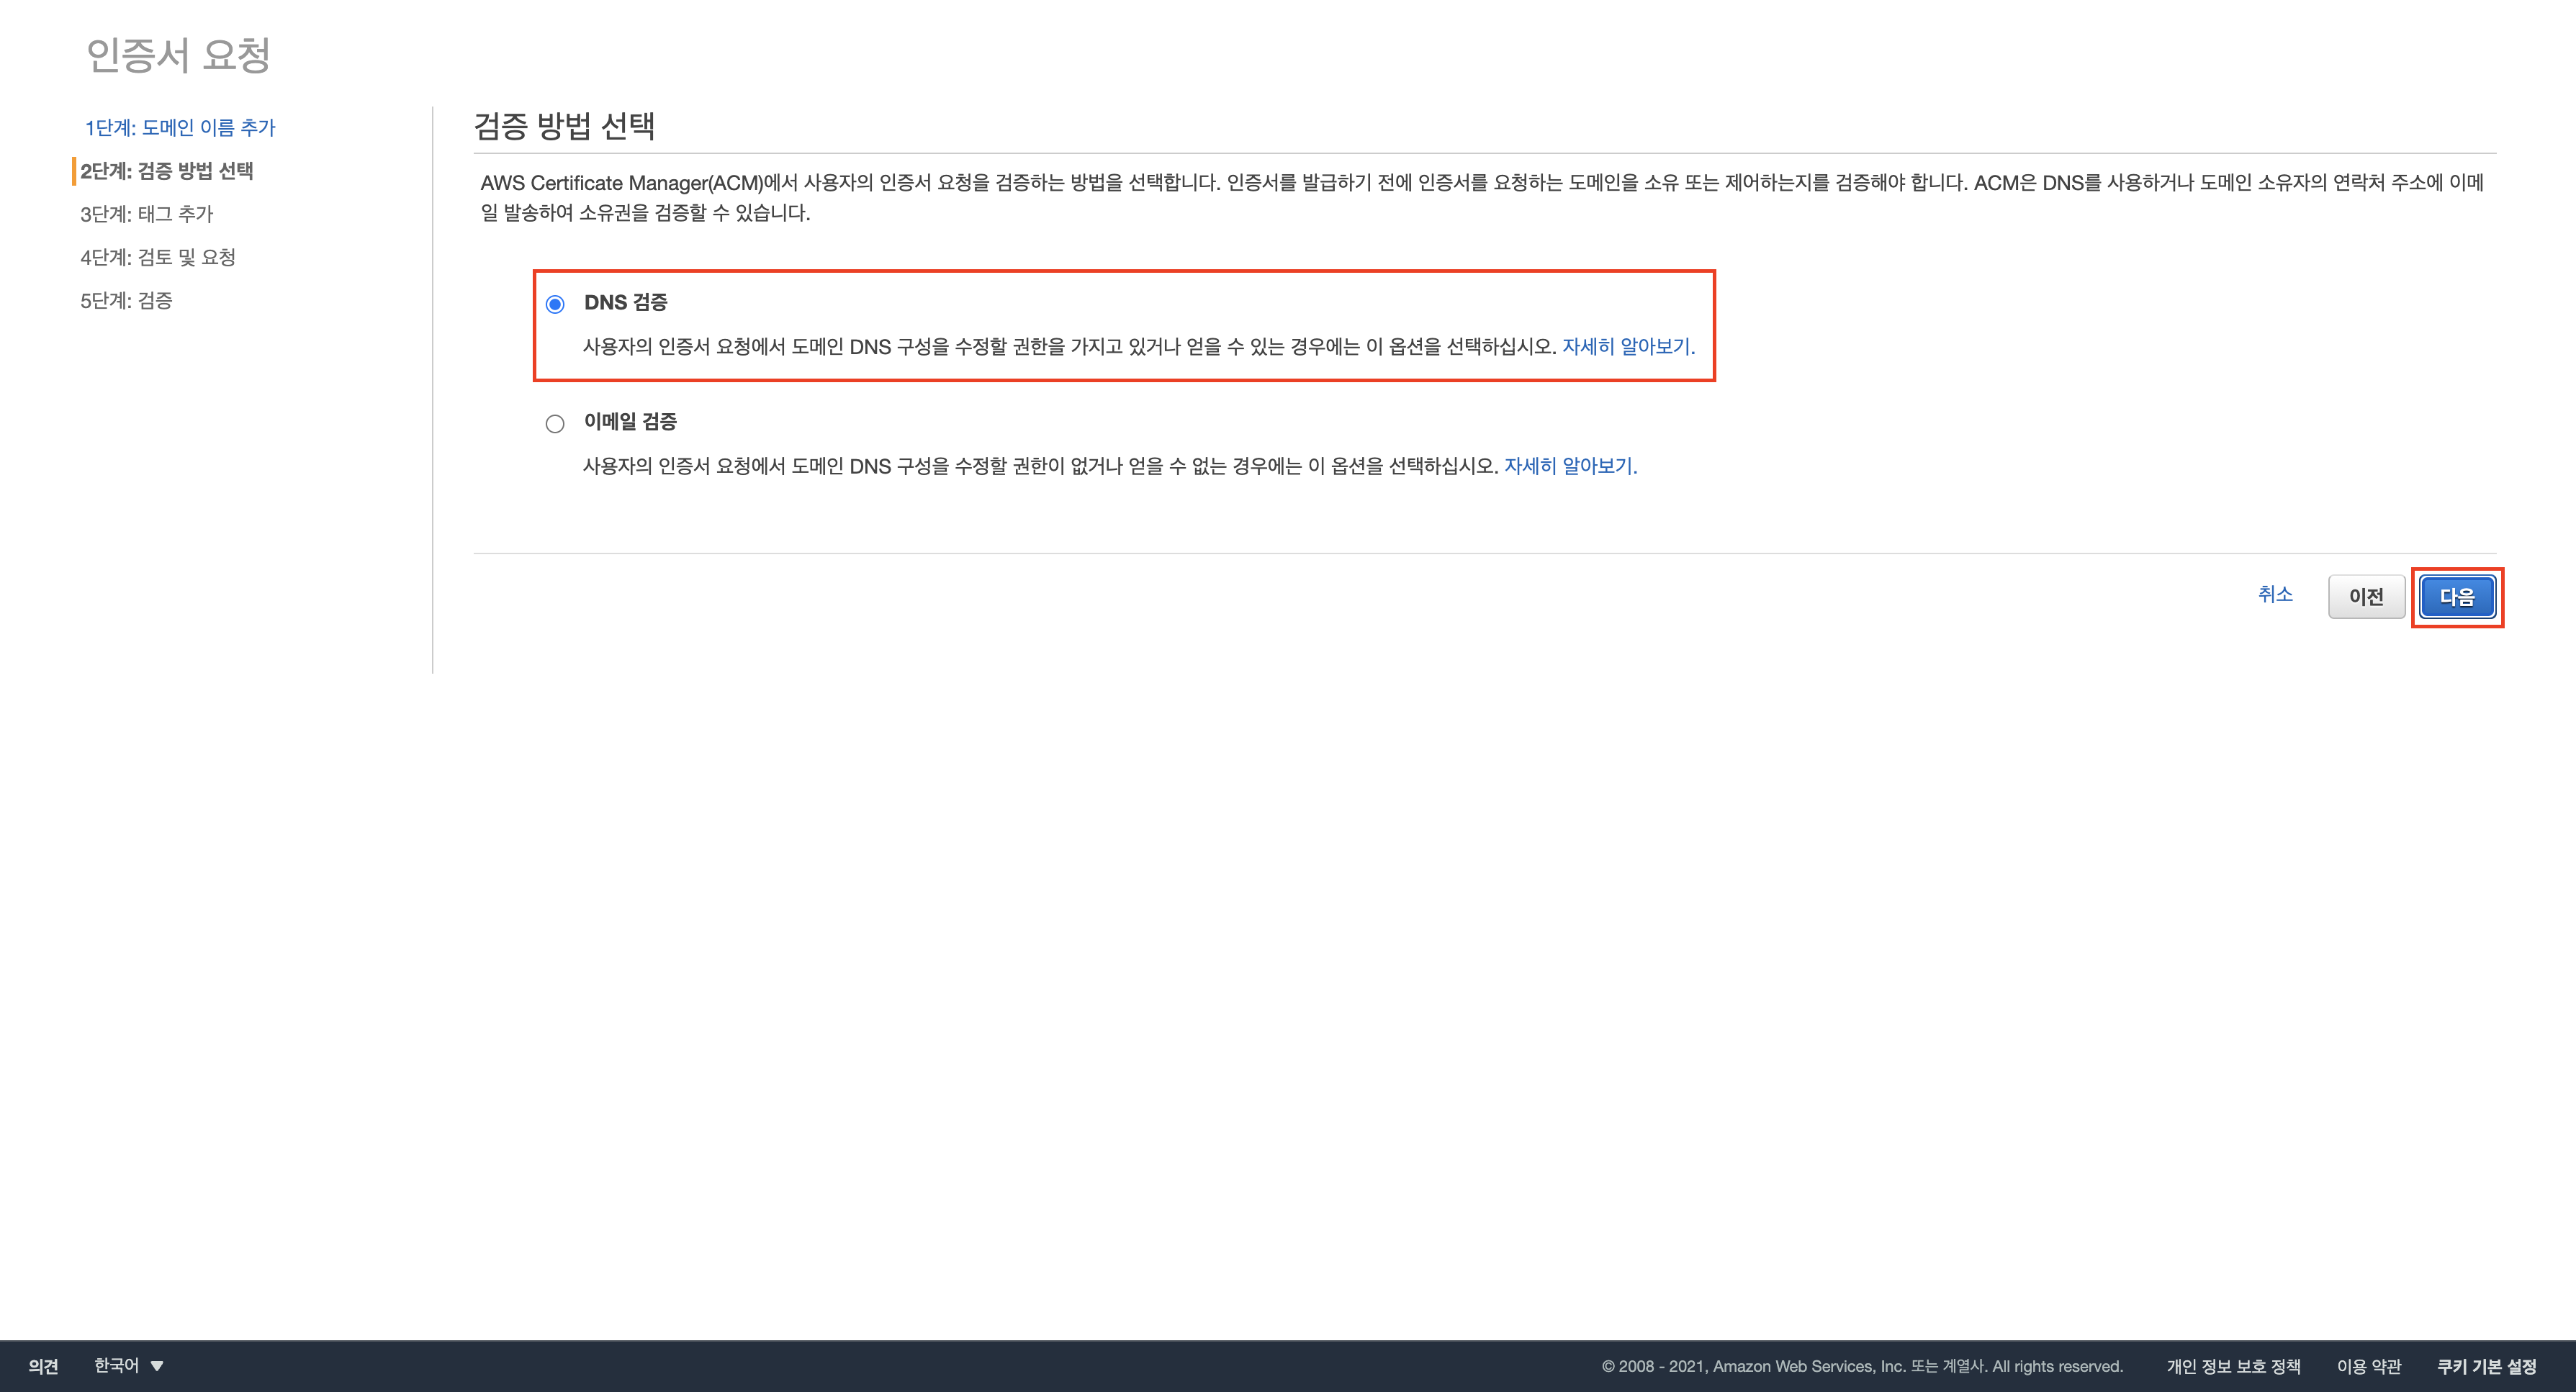 인증서 요청
1단계: 도메인 이름 추가
2단계: 검증 방법 선택
3단계: 태그 추가
4단계: 검토 및 요청
5단계: 검증
검증 방법 선택
AWS Certificate Manager(ACM)에서 사용자의 인증서 요청을 검증하는 방법을 선택합니다. 인증서를 발급하기 전에 인증서를 요청하는 도메인을 소유 또는 제어하는지를 검증해야 합니다. ACM은 DNS를 사용하거나 도메인 소유자의 연락처 주소에 이메
일 발송하여 소유권을 검증할 수 있습니다.
DNS 검증
사용자의 인증서 요청에서 도메인 DNS 구성을 수정할 권한을 가지고 있거나 얻을 수 있는 경우에는 이 옵션을 선택하십시오. 자세히 알아보기.
이메일 검증
사용자의 인증서 요청에서 도메인 DNS 구성을 수정할 권한이 없거나 얻을 수 없는 경우에는 이 옵션을 선택하십시오. 자세히 알아보기.
취소 이전 다음
의견 한국어 © 2008 - 2021, Amazon Web Services, Inc. 또는 계열사. All rights reserved. 개인 정보 보호 정책 이용 약관 쿠키 기본 설정